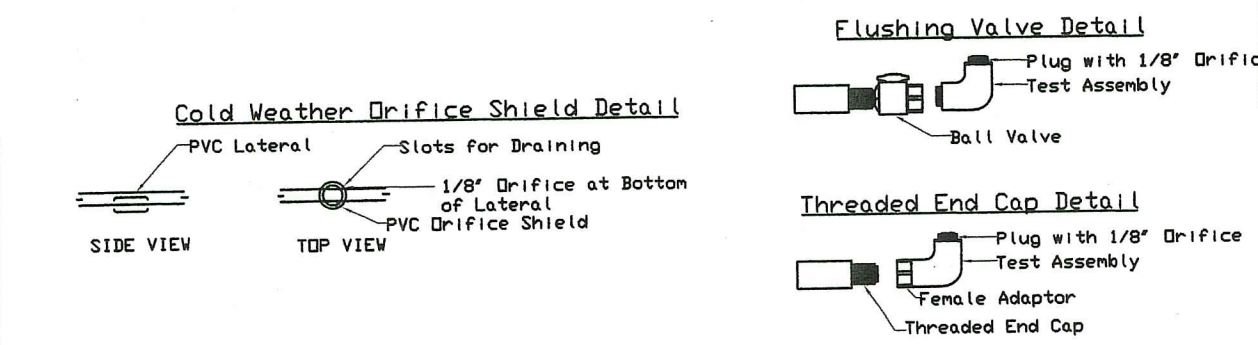 Cold Weather Orifice Shield Detail
PVC Lateral
Slots for Draining
1/8" Orifice at Bottom
of Lateral
PVC Orifice Shield
SIDE VIEW
TOP VIEW
Flushing Valve Detail
Plug with 1/8" Orific
Test Assembly
Ball Valve
Threaded End Cap Detail
Plug with 1/8" Orifice
Test Assembly
Female Adaptor
Threaded End Cap